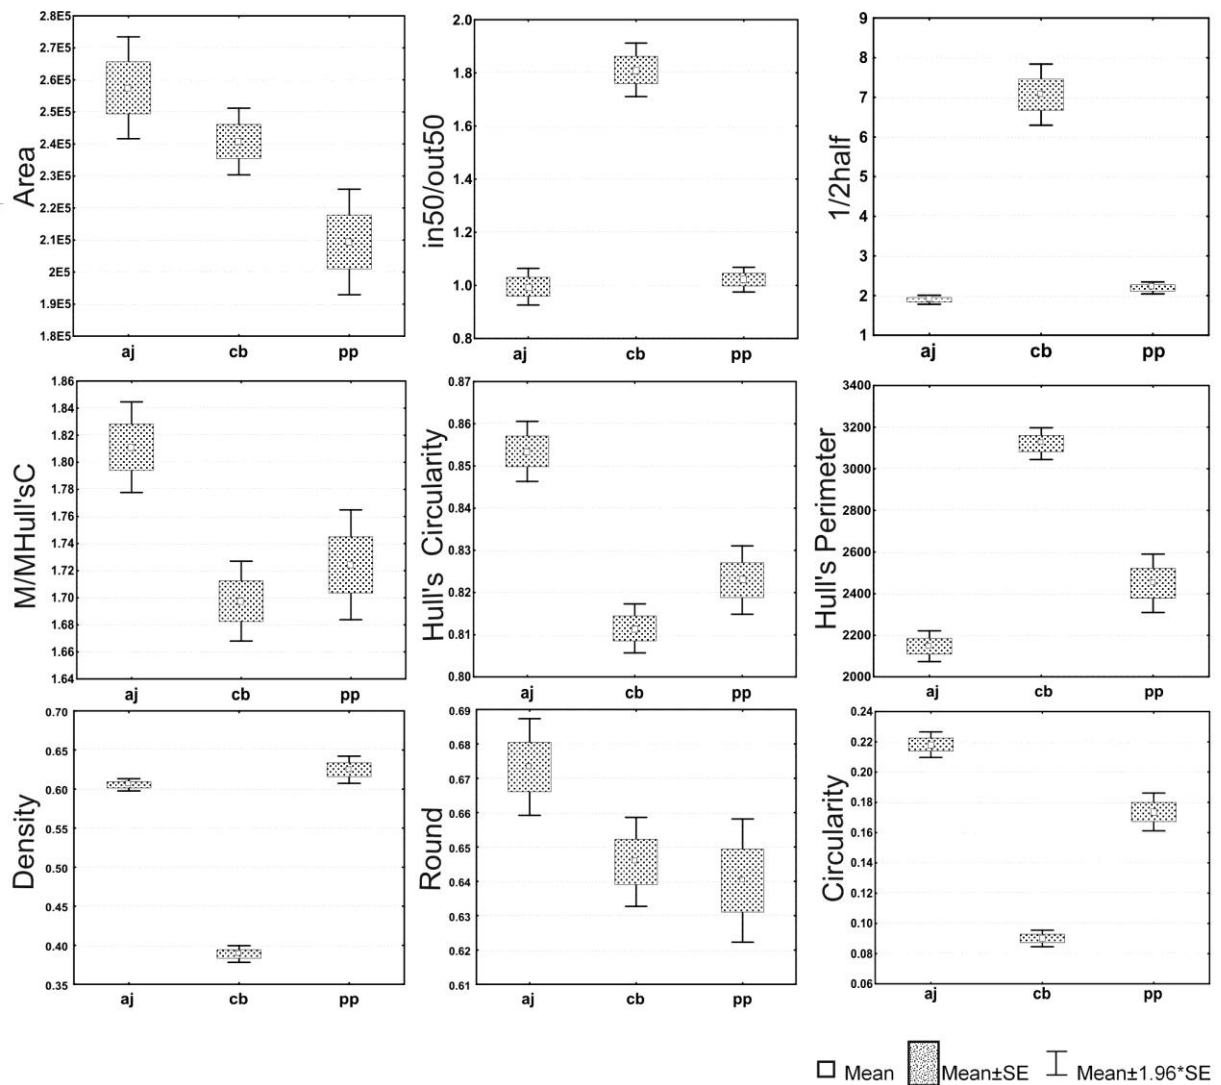 Area
2.8E5
2.7E5
2.6E5
2.5E5
2.4E5
2.3E5
2.2E5
2.1E5
2.0E5
1.9E5
1.8E5
aj cb pp
in50/out50
2.0
1.8
1.6
1.4
1.2
1.0
0.8
aj cb pp
1/2half
9
8
7
6
5
4
3
2
1
aj cb pp
M/MHull'sC
1.86
1.84
1.82
1.80
1.78
1.76
1.74
1.72
1.70
1.68
1.66
1.64
aj cb pp
Hull's Circularity
0.87
0.86
0.85
0.84
0.83
0.82
0.81
0.80
aj cb pp
Hull's Perimeter
3400
3200
3000
2800
2600
2400
2200
2000
aj cb pp
Density
0.70
0.65
0.60
0.55
0.50
0.45
0.40
0.35
aj cb pp
Round
0.69
0.68
0.67
0.66
0.65
0.64
0.63
0.62
0.61
aj cb pp
Circularity
0.24
0.22
0.20
0.18
0.16
0.14
0.12
0.10
0.08
0.06
aj cb pp
Mean Mean±SE Mean±1.96*SE